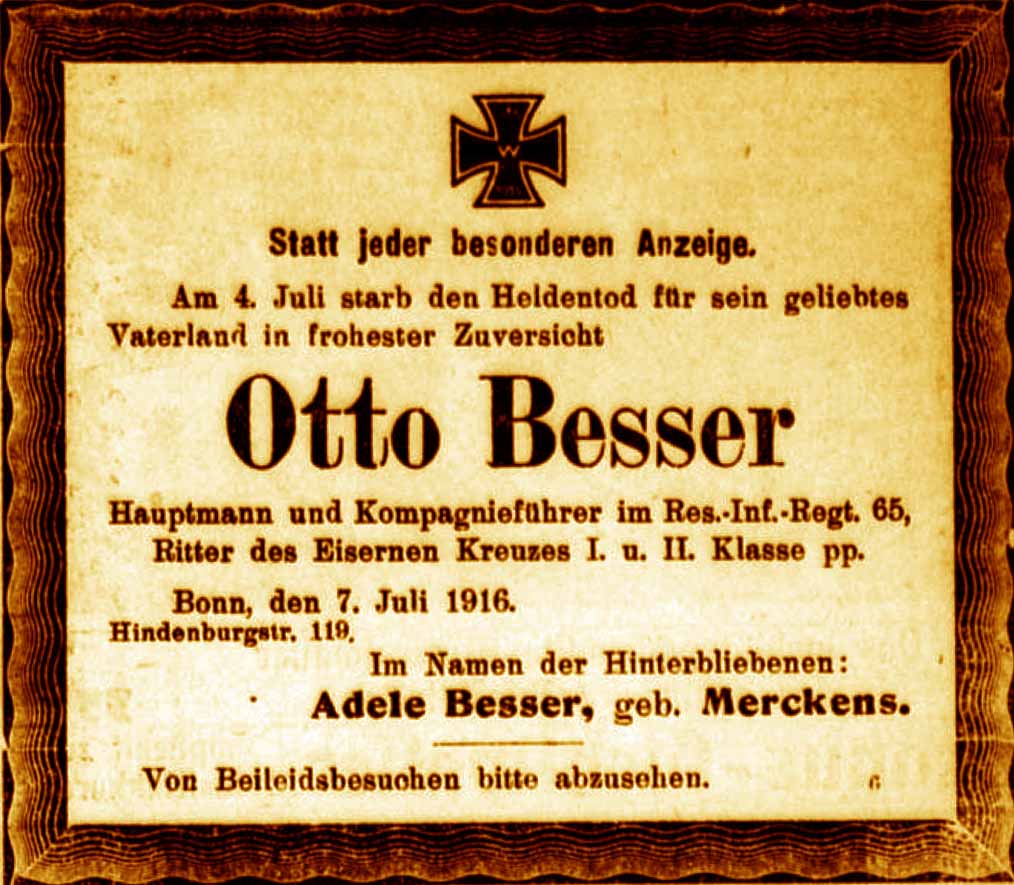 W
Statt jeder besonderen Anzeige.
Am 4. Juli starb den Heldentod für sein geliebtes
Vaterland in frohester Zuversicht
Otto Besser
Hauptmann und Kompagnieführer im Res.-Inf.-Regt. 65,
Ritter des Eisernen Kreuzes I. u. II. Klasse pp.
Bonn, den 7. Juli 1916.
Hindenburgstr. 119.
Im Namen der Hinterbliebenen:
Adele Besser, geb. Merckens.
Von Beileidsbesuchen bitte abzusehen.